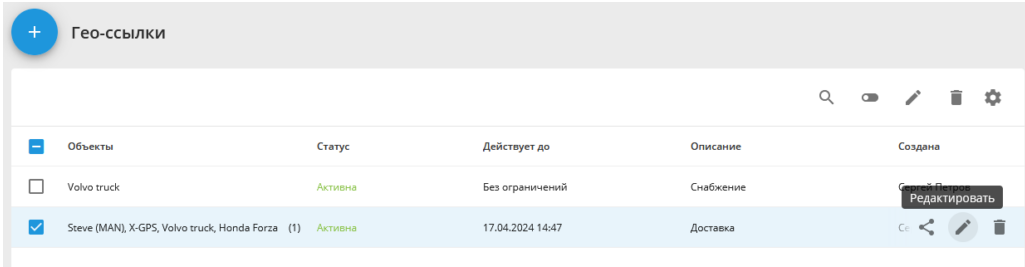 + Гео-ссылки
Объекты Статус Действует до Описание Создана
Volvo truck Активна Без ограничений Снабжение Сергей Петров
Редактировать
Steve (MAN), X-GPS, Volvo truck, Honda Forza (1) Активна 17.04.2024 14:47 Доставка Се